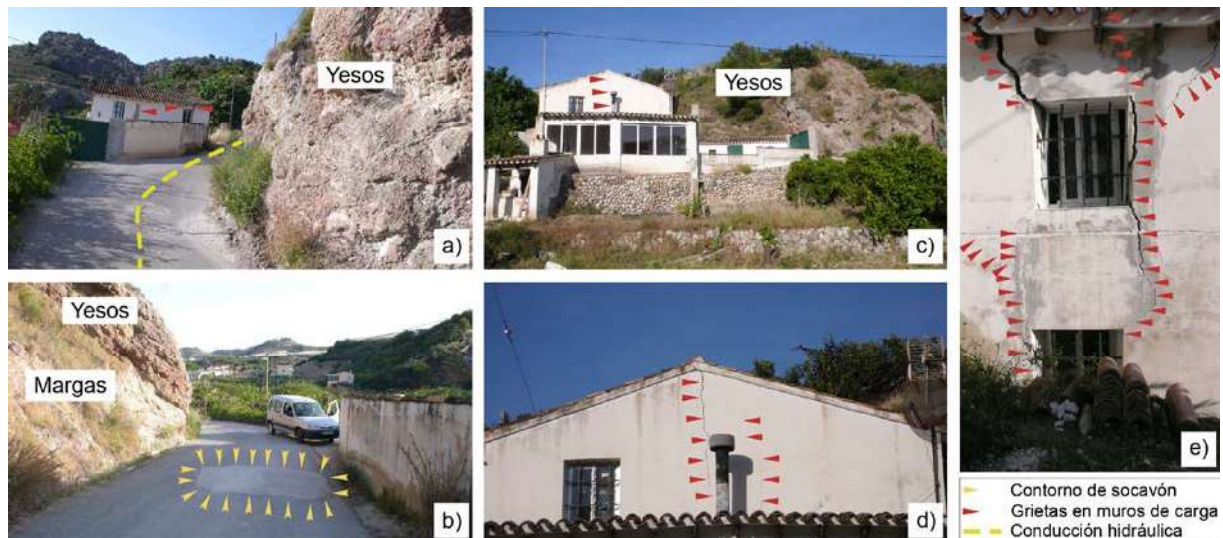 Yesos
a)
Yesos
Margas
b)
Yesos
c)
d)
e)
Contorno de socavón
Grietas en muros de carga
Conducción hidráulica